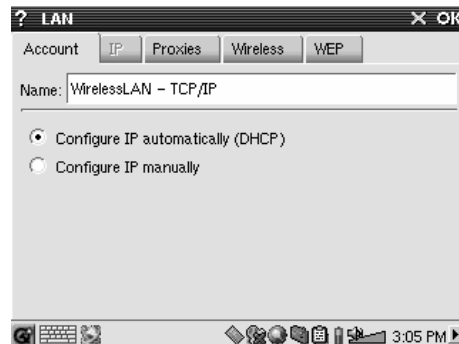 ? LAN × OK
Account IP Proxies Wireless WEP
Name: WirelessLAN – TCP/IP
Configure IP automatically (DHCP)
Configure IP manually
3:05 PM